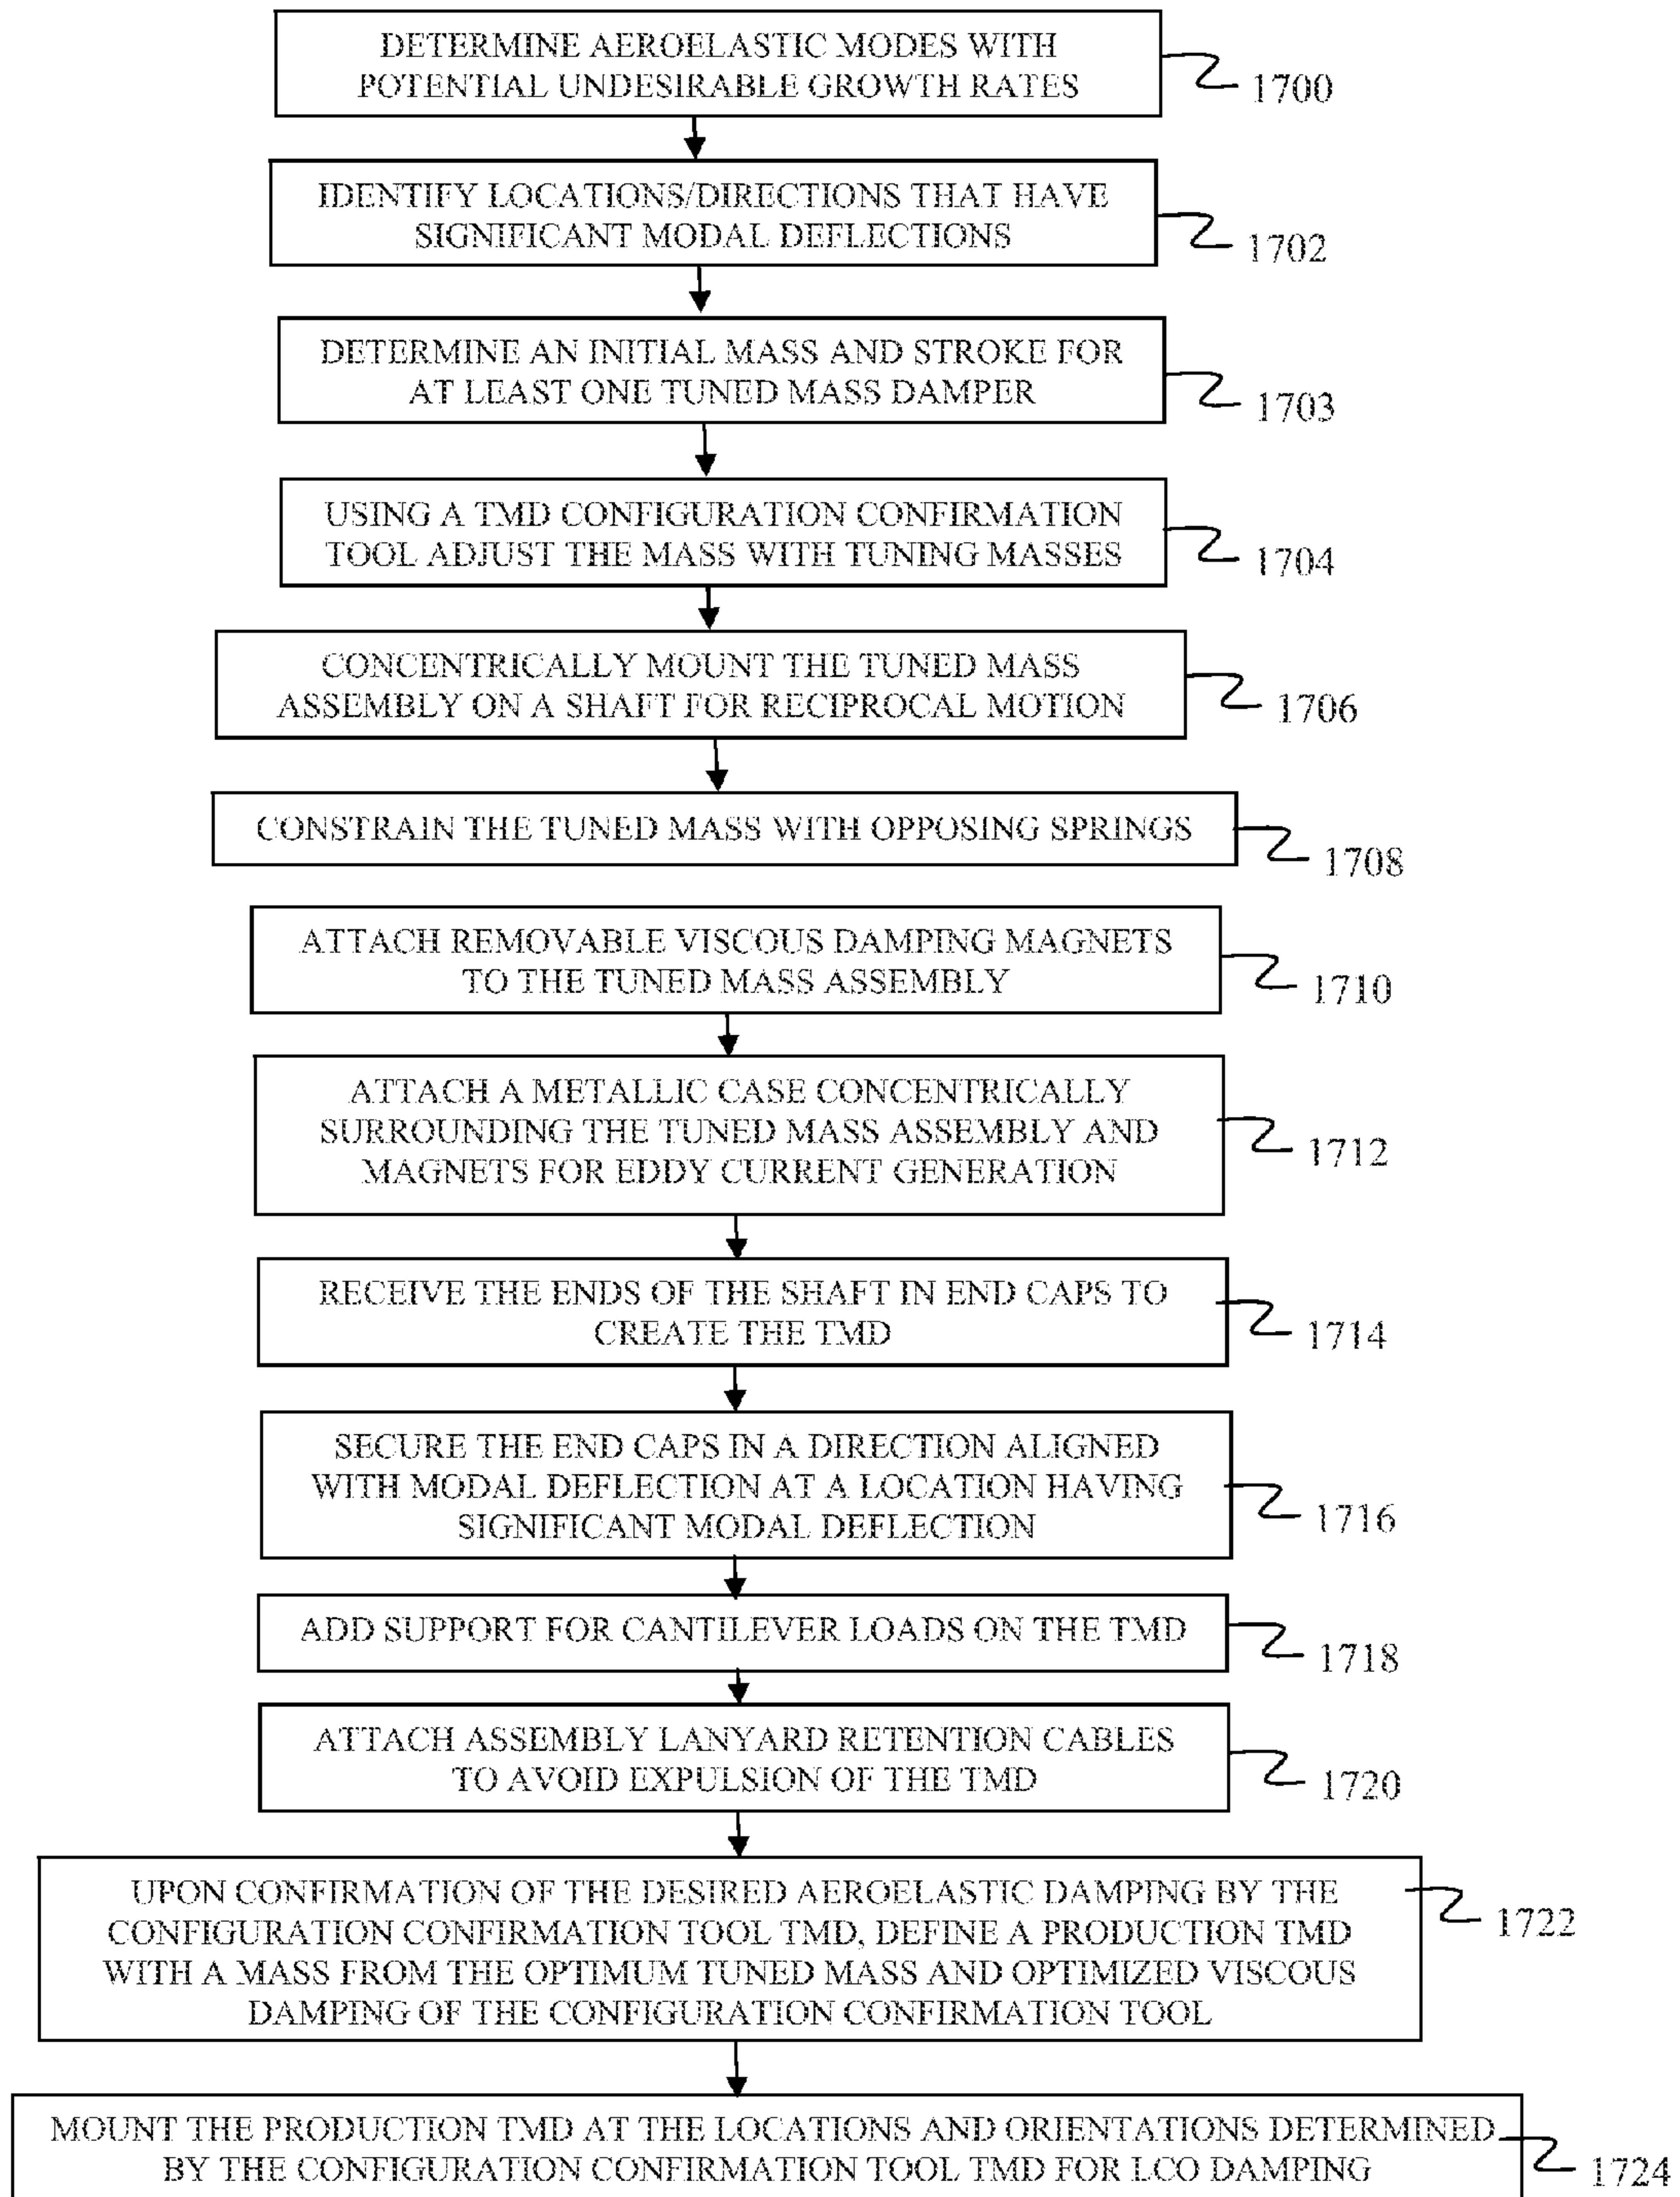 DETERMINE AEROELASTIC MODES WITH
POTENTIAL UNDESIRABLE GROWTH RATES
1700
IDENTIFY LOCATIONS/DIRECTIONS THAT HAVE
SIGNIFICANT MODAL DEFLECTIONS
1702
DETERMINE AN INITIAL MASS AND STROKE FOR
AT LEAST ONE TUNED MASS DAMPER
1703
USING A TMD CONFIGURATION CONFIRMATION
TOOL ADJUST THE MASS WITH TUNING MASSES
1704
CONCENTRICALLY MOUNT THE TUNED MASS
ASSEMBLY ON A SHAFT FOR RECIPROCAL MOTION
1706
CONSTRAIN THE TUNED MASS WITH OPPOSING SPRINGS
1708
ATTACH REMOVABLE VISCOUS DAMPING MAGNETS
TO THE TUNED MASS ASSEMBLY
1710
ATTACH A METALLIC CASE CONCENTRICALLY
SURROUNDING THE TUNED MASS ASSEMBLY AND
MAGNETS FOR EDDY CURRENT GENERATION
1712
RECEIVE THE ENDS OF THE SHAFT IN END CAPS TO
CREATE THE TMD
1714
SECURE THE END CAPS IN A DIRECTION ALIGNED
WITH MODAL DEFLECTION AT A LOCATION HAVING
SIGNIFICANT MODAL DEFLECTION
1716
ADD SUPPORT FOR CANTILEVER LOADS ON THE TMD
1718
ATTACH ASSEMBLY LANYARD RETENTION CABLES
TO AVOID EXPULSION OF THE TMD
1720
UPON CONFIRMATION OF THE DESIRED AEROELASTIC DAMPING BY THE
CONFIGURATION CONFIRMATION TOOL TMD, DEFINE A PRODUCTION TMD
WITH A MASS FROM THE OPTIMUM TUNED MASS AND OPTIMIZED VISCOUS
DAMPING OF THE CONFIGURATION CONFIRMATION TOOL
1722
MOUNT THE PRODUCTION TMD AT THE LOCATIONS AND ORIENTATIONS DETERMINED
BY THE CONFIGURATION CONFIRMATION TOOL TMD FOR LCO DAMPING
1724